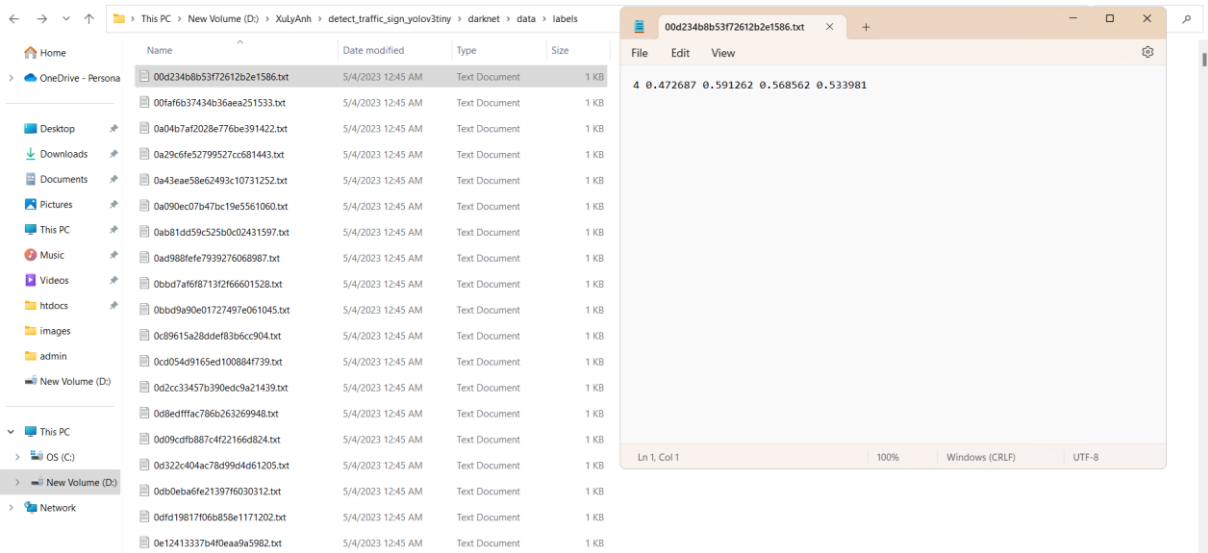 This PC > New Volume (D:) > XuLyAnh > detect_traffic_sign_yolov3tiny > darknet > data > labels
Home
OneDrive - Persona
Desktop
Downloads
Documents
Pictures
This PC
Music
Videos
htdocs
images
admin
New Volume (D:)
This PC
OS (C:)
New Volume (D:)
Network
Name Date modified Type Size
00d234b8b53f72612b2e1586.txt 5/4/2023 12:45 AM Text Document 1 KB
00faf6b37434b36aea251533.txt 5/4/2023 12:45 AM Text Document 1 KB
0a04b7af2028e776be391422.txt 5/4/2023 12:45 AM Text Document 1 KB
0a29c6fe52799527cc681443.txt 5/4/2023 12:45 AM Text Document 1 KB
0a43eae58e62493c10731252.txt 5/4/2023 12:45 AM Text Document 1 KB
0a090ec07b47bc19e5561060.txt 5/4/2023 12:45 AM Text Document 1 KB
0ab81dd59c525b0c02431597.txt 5/4/2023 12:45 AM Text Document 1 KB
0ad988fefe7939276068987.txt 5/4/2023 12:45 AM Text Document 1 KB
0bbd7af6f8713f2f66601528.txt 5/4/2023 12:45 AM Text Document 1 KB
0bbd9a90e01727497e061045.txt 5/4/2023 12:45 AM Text Document 1 KB
0c89615a28ddef83b6cc904.txt 5/4/2023 12:45 AM Text Document 1 KB
0cd054d9165ed100884f739.txt 5/4/2023 12:45 AM Text Document 1 KB
0d2cc33457b390edc9a21439.txt 5/4/2023 12:45 AM Text Document 1 KB
0d8edfffac786b263269948.txt 5/4/2023 12:45 AM Text Document 1 KB
0d09cdfb887c4f22166d824.txt 5/4/2023 12:45 AM Text Document 1 KB
0d322c404ac78d99d4d61205.txt 5/4/2023 12:45 AM Text Document 1 KB
0db0eba6fe21397f6030312.txt 5/4/2023 12:45 AM Text Document 1 KB
0dfd19817f06b858e1171202.txt 5/4/2023 12:45 AM Text Document 1 KB
0e12413337b4f0eaa9a5982.txt 5/4/2023 12:45 AM Text Document 1 KB
00d234b8b53f72612b2e1586.txt
File Edit View
4 0.472687 0.591262 0.568562 0.533981
Ln 1, Col 1 100% Windows (CRLF) UTF-8